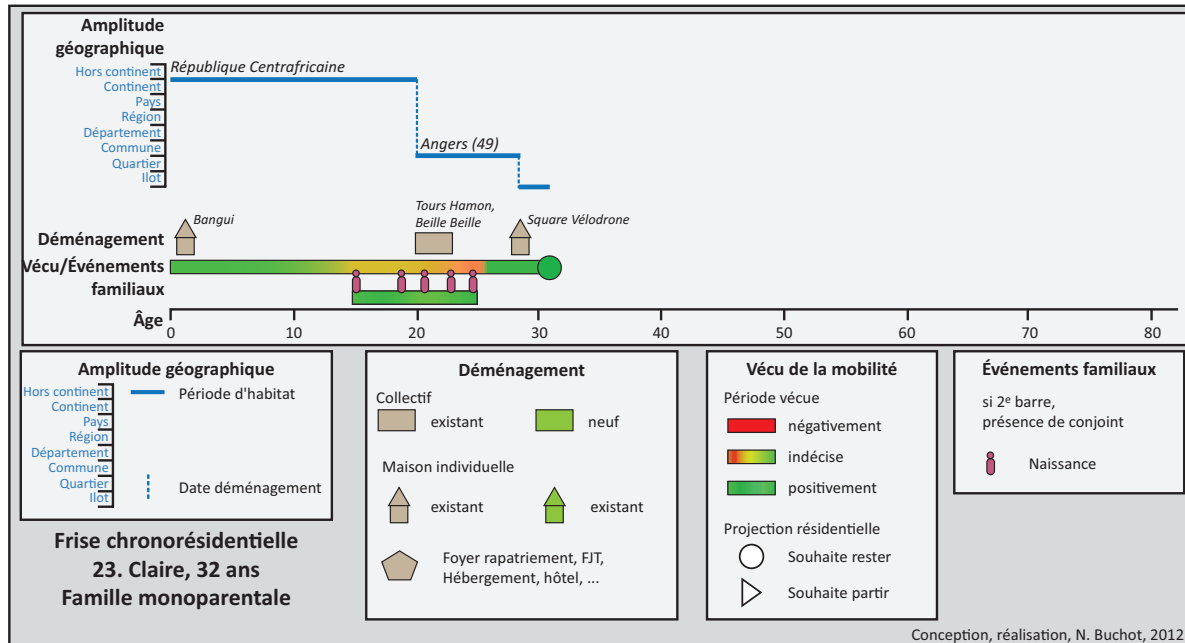 Amplitude
géographique
Hors continent
Continent
Pays
Région
Département
Commune
Quartier
Ilot
République Centrafricaine
Angers (49)
Déménagement
Bangui
Tours Hamon,
Beille Beille
Square Vélodrone
Vécu/Événements
familiaux
Âge
0 10 20 30 40 50 60 70 80
Amplitude géographique
Hors continent
Continent
Pays
Région
Département
Commune
Quartier
Ilot
Période d'habitat
Date déménagement
Frise chronorésidentielle
23. Claire, 32 ans
Famille monoparentale
Déménagement
Collectif
existant neuf
Maison individuelle
existant existant
Foyer rapatriement, FJT,
Hébergement, hôtel, ...
Vécu de la mobilité
Période vécue
négativement
indécise
positivement
Projection résidentielle
Souhaite rester
Souhaite partir
Événements familiaux
si 2e barre,
présence de conjoint
Naissance
Conception, réalisation, N. Buchot, 2012